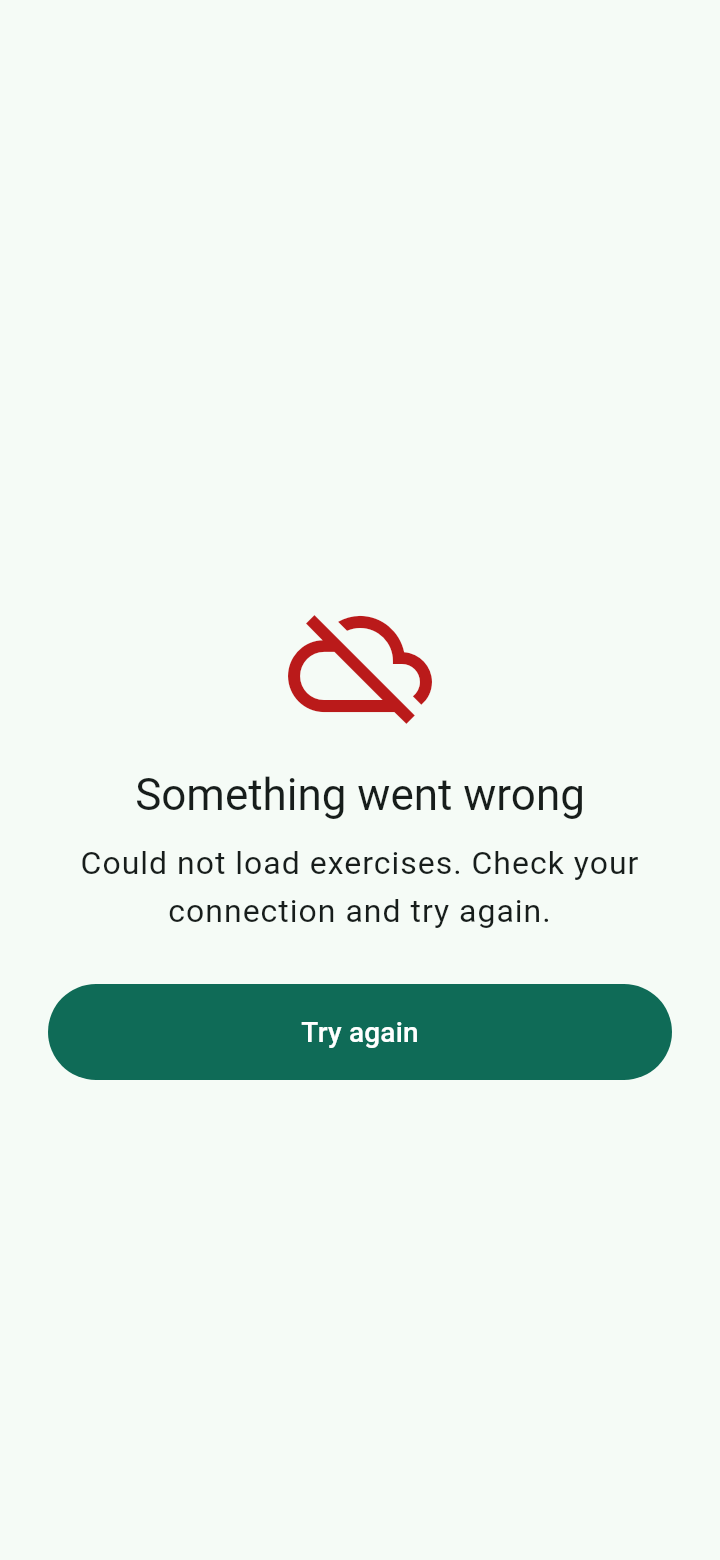 Something went wrong
Could not load exercises. Check your
connection and try again.
Try again